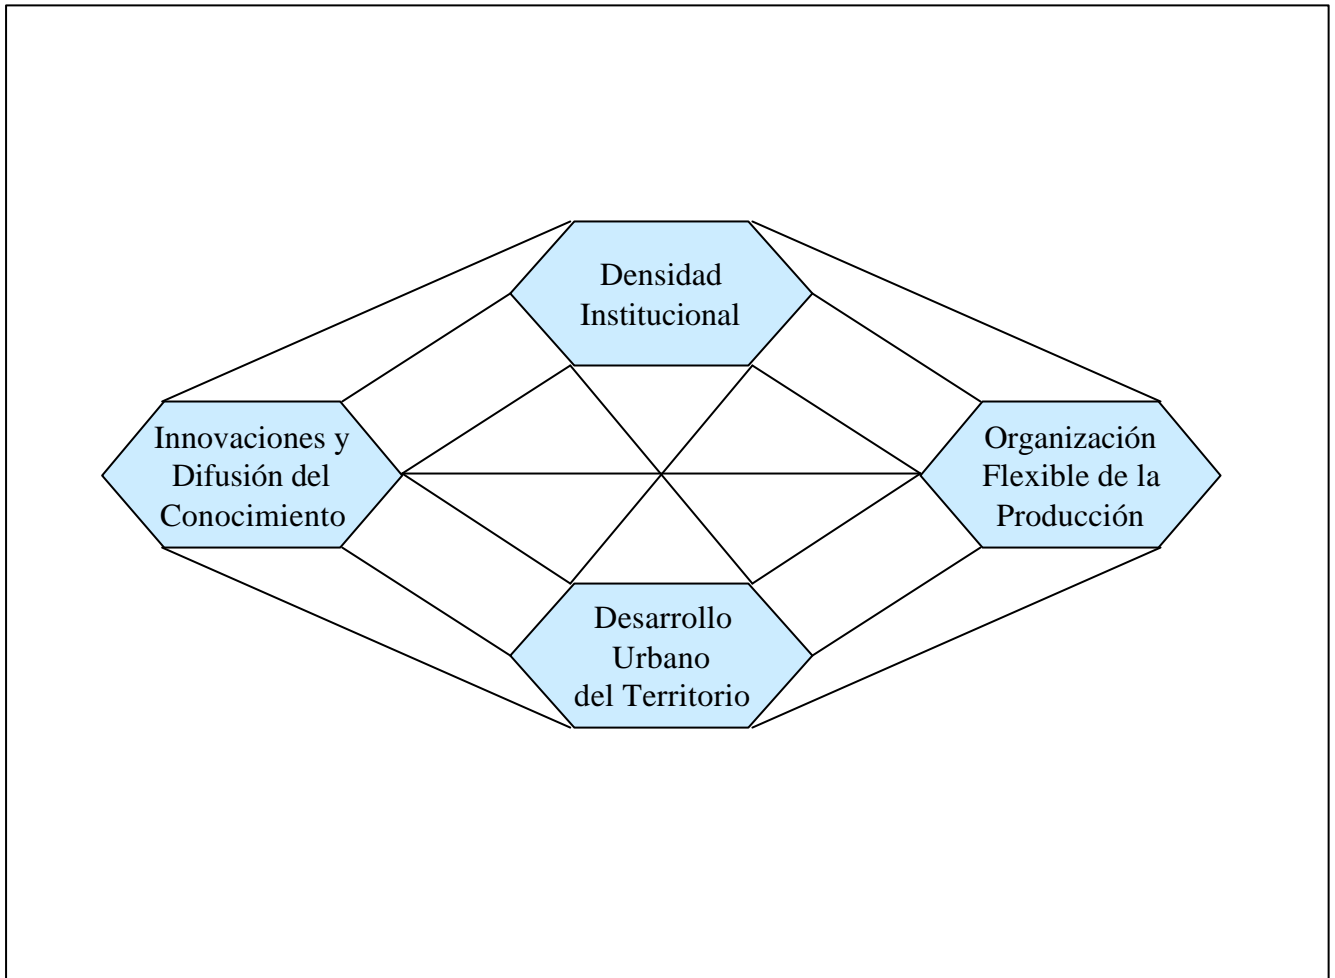 Densidad
Institucional
Innovaciones y
Difusión del
Conocimiento
Organización
Flexible de la
Producción
Desarrollo
Urbano
del Territorio